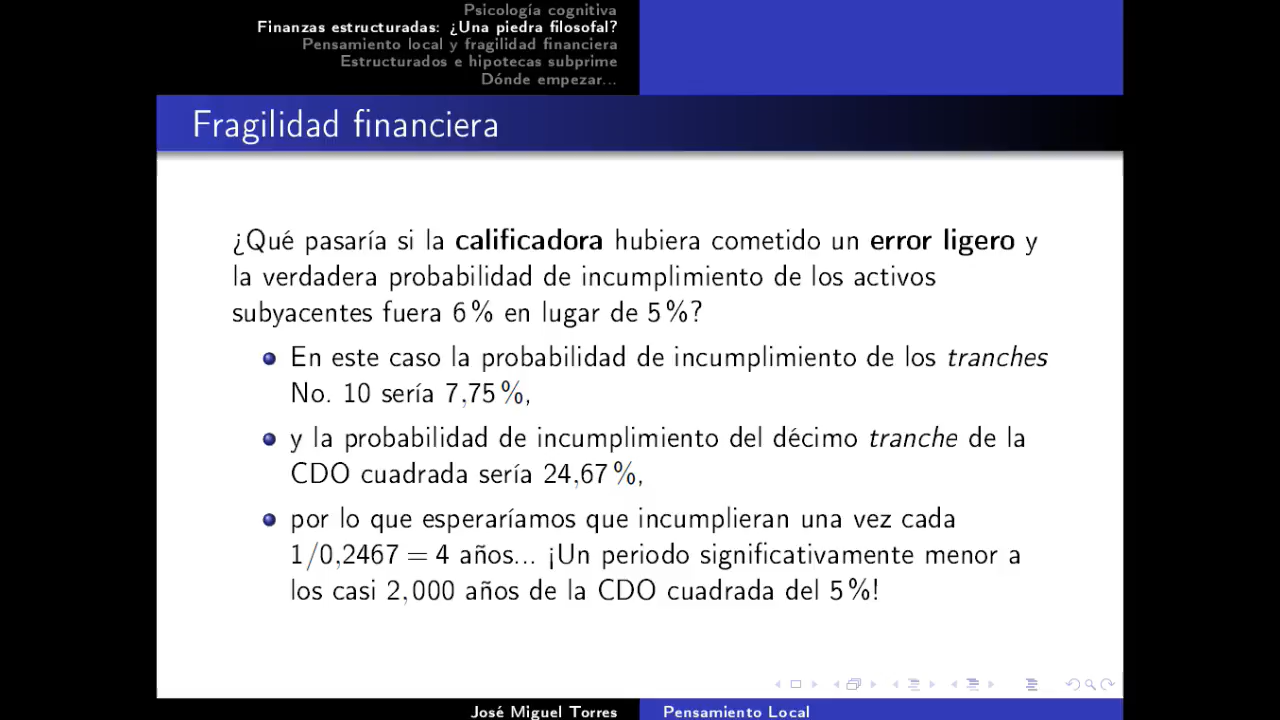 Psicología cognitiva
Finanzas estructuradas: ¿Una piedra filosofal?
Pensamiento local y fragilidad financiera
Estructurados e hipotecas subprime
Dónde empezar...
Fragilidad financiera
¿Qué pasaría si la calificadora hubiera cometido un error ligero y
la verdadera probabilidad de incumplimiento de los activos
subyacentes fuera 6 % en lugar de 5 %?
En este caso la probabilidad de incumplimiento de los tranches
No. 10 sería 7,75 %,
y la probabilidad de incumplimiento del décimo tranche de la
CDO cuadrada sería 24,67 %,
por lo que esperaríamos que incumplieran una vez cada
1/0,2467 = 4 años... ¡Un periodo significativamente menor a
los casi 2,000 años de la CDO cuadrada del 5 %!
José Miguel Torres
Pensamiento Local